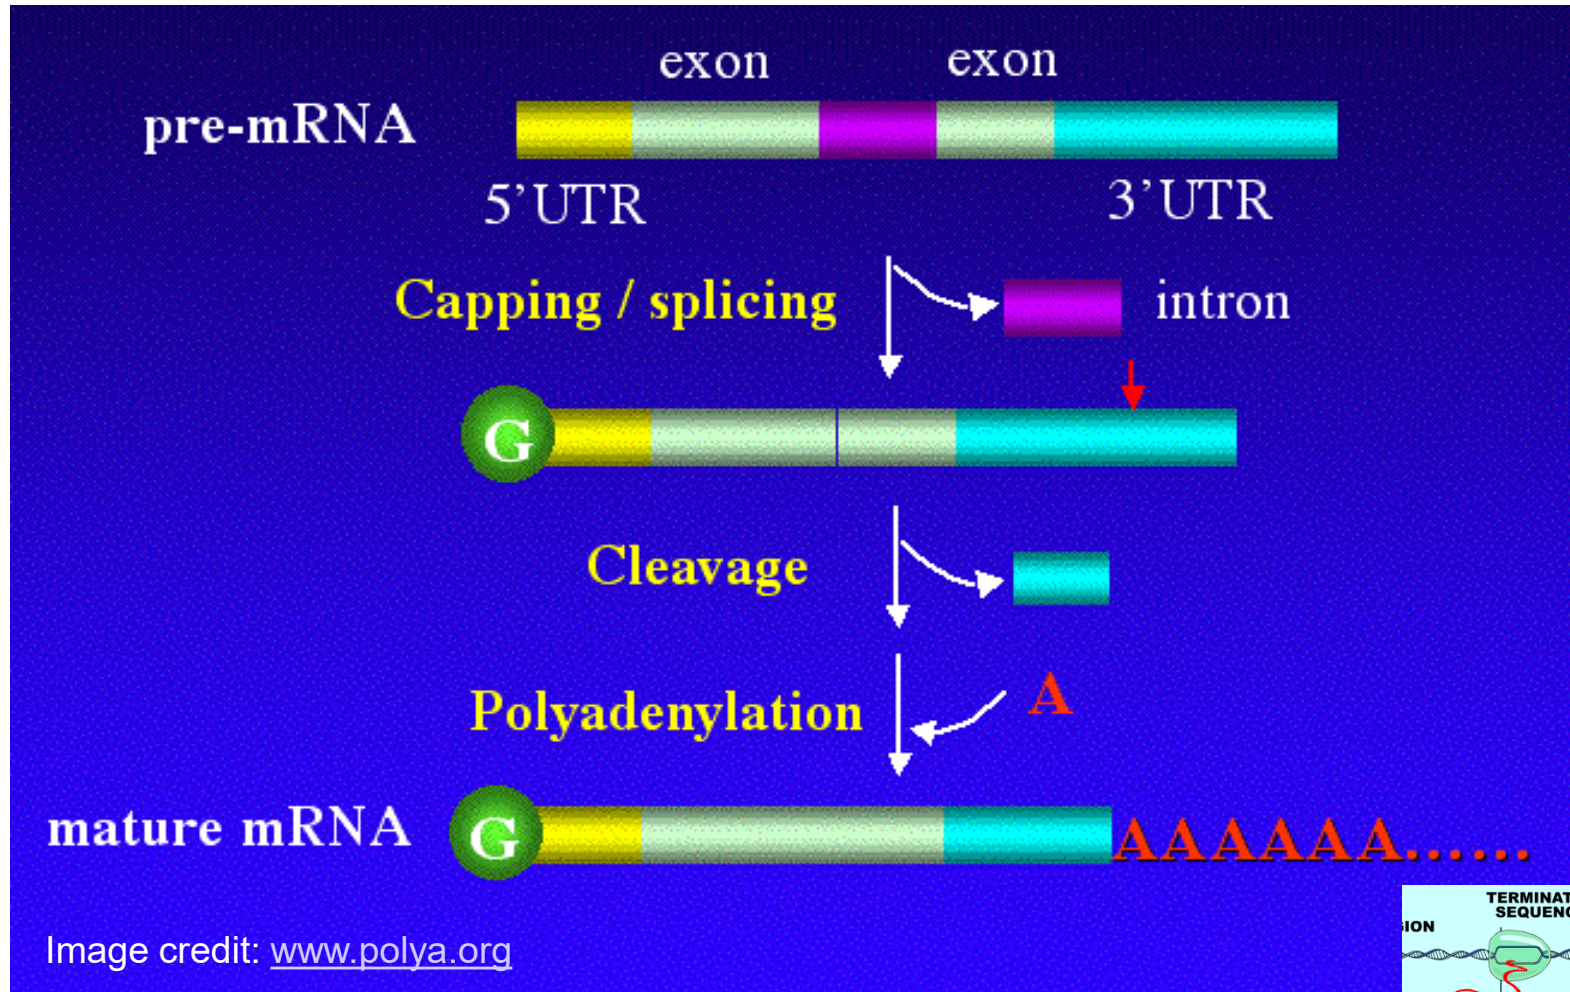 exon exon
pre-mRNA
5’UTR 3’UTR
Capping / splicing intron
G
Cleavage
Polyadenylation A
mature mRNA G AAAAAA......
Image credit: www.polya.org